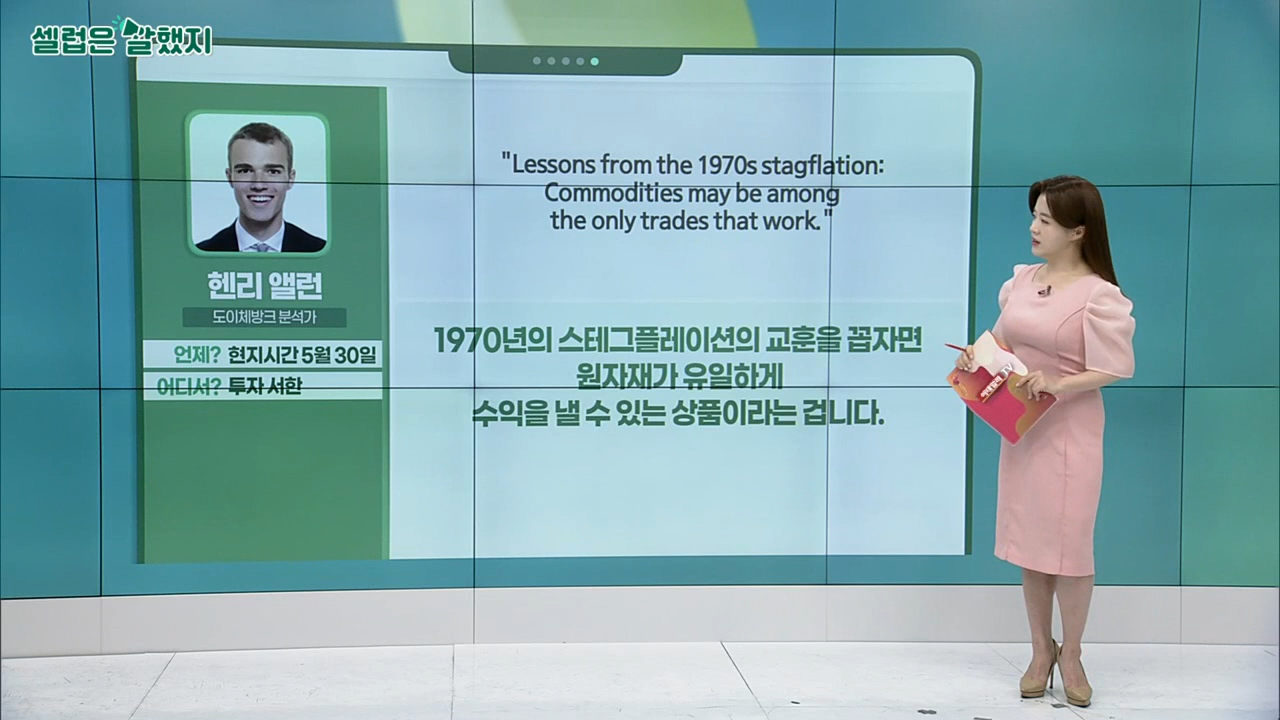 셀럽은 말했지
"Lessons from the 1970s stagflation:
Commodities may be among
the only trades that work."
헨리 앨런
도이체방크 분석가
언제? 현지시간 5월 30일
어디서? 투자 서한
1970년의 스테그플레이션의 교훈을 꼽자면
원자재가 유일하게
수익을 낼 수 있는 상품이라는 겁니다.